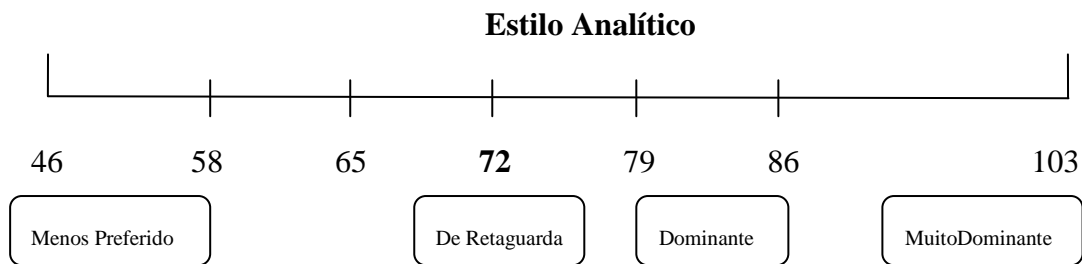 Estilo Analítico
46 58 65 72 79 86 103
Menos Preferido De Retaguarda Dominante MuitoDominante